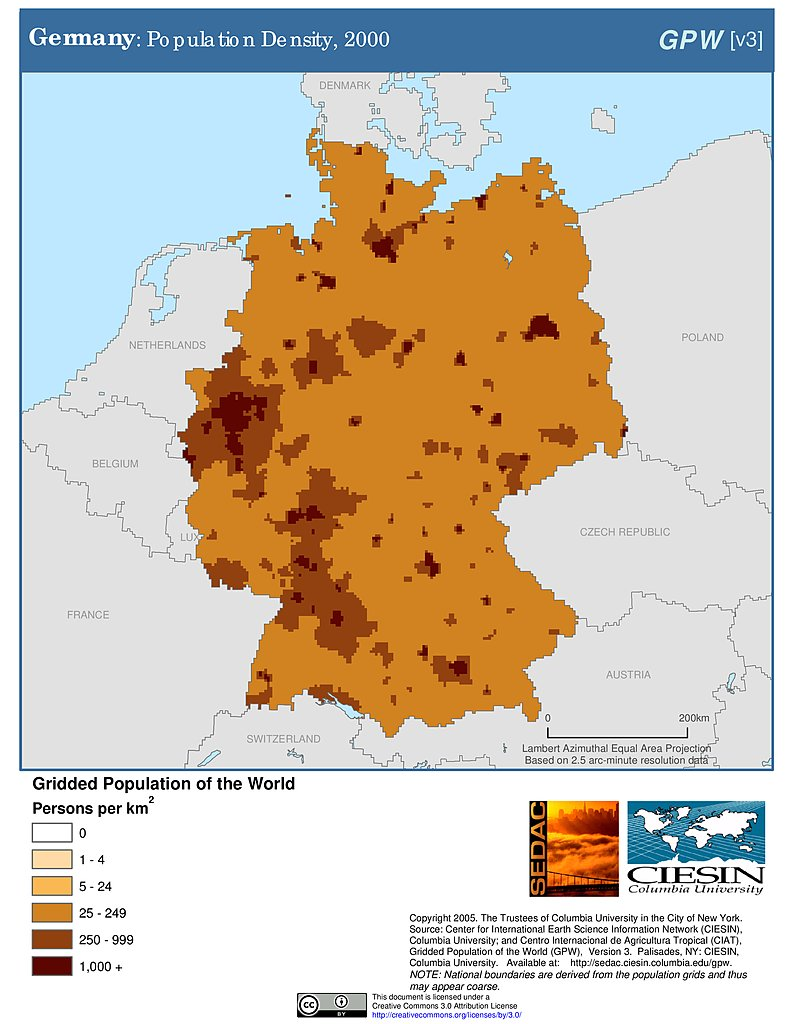 Germany: Population Density, 2000
GPW [v3]
DENMARK
NETHERLANDS
POLAND
BELGIUM
LUX
CZECH REPUBLIC
FRANCE
AUSTRIA
SWITZERLAND
0 200km
Lambert Azimuthal Equal Area Projection
Based on 2.5 arc-minute resolution data
Gridded Population of the World
Persons per km²
0
1 - 4
5 - 24
25 - 249
250 - 999
1,000 +
SEDAC
CIESIN
Columbia University
Copyright 2005. The Trustees of Columbia University in the City of New York.
Source: Center for International Earth Science Information Network (CIESIN),
Columbia University; and Centro Internacional de Agricultura Tropical (CIAT),
Gridded Population of the World (GPW), Version 3. Palisades, NY: CIESIN,
Columbia University. Available at: http://sedac.ciesin.columbia.edu/gpw.
NOTE: National boundaries are derived from the population grids and thus
may appear coarse.
cc BY
This document is licensed under a
Creative Commons 3.0 Attribution License
http://creativecommons.org/licenses/by/3.0/